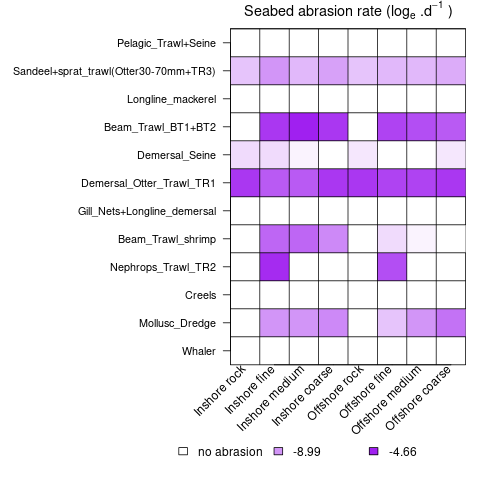 Seabed abrasion rate (logₑ .d⁻¹ )
Pelagic_Trawl+Seine
Sandeel+sprat_trawl(Otter30-70mm+TR3)
Longline_mackerel
Beam_Trawl_BT1+BT2
Demersal_Seine
Demersal_Otter_Trawl_TR1
Gill_Nets+Longline_demersal
Beam_Trawl_shrimp
Nephrops_Trawl_TR2
Creels
Mollusc_Dredge
Whaler
Inshore rock
Inshore fine
Inshore medium
Inshore coarse
Offshore rock
Offshore fine
Offshore medium
Offshore coarse
no abrasion -8.99 -4.66